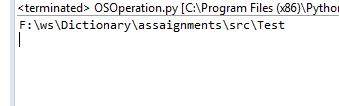 <terminated> OSOperation.py [C:\Program Files (x86)\Pytho
F:\ws\Dictionary\assaignments\src\Test